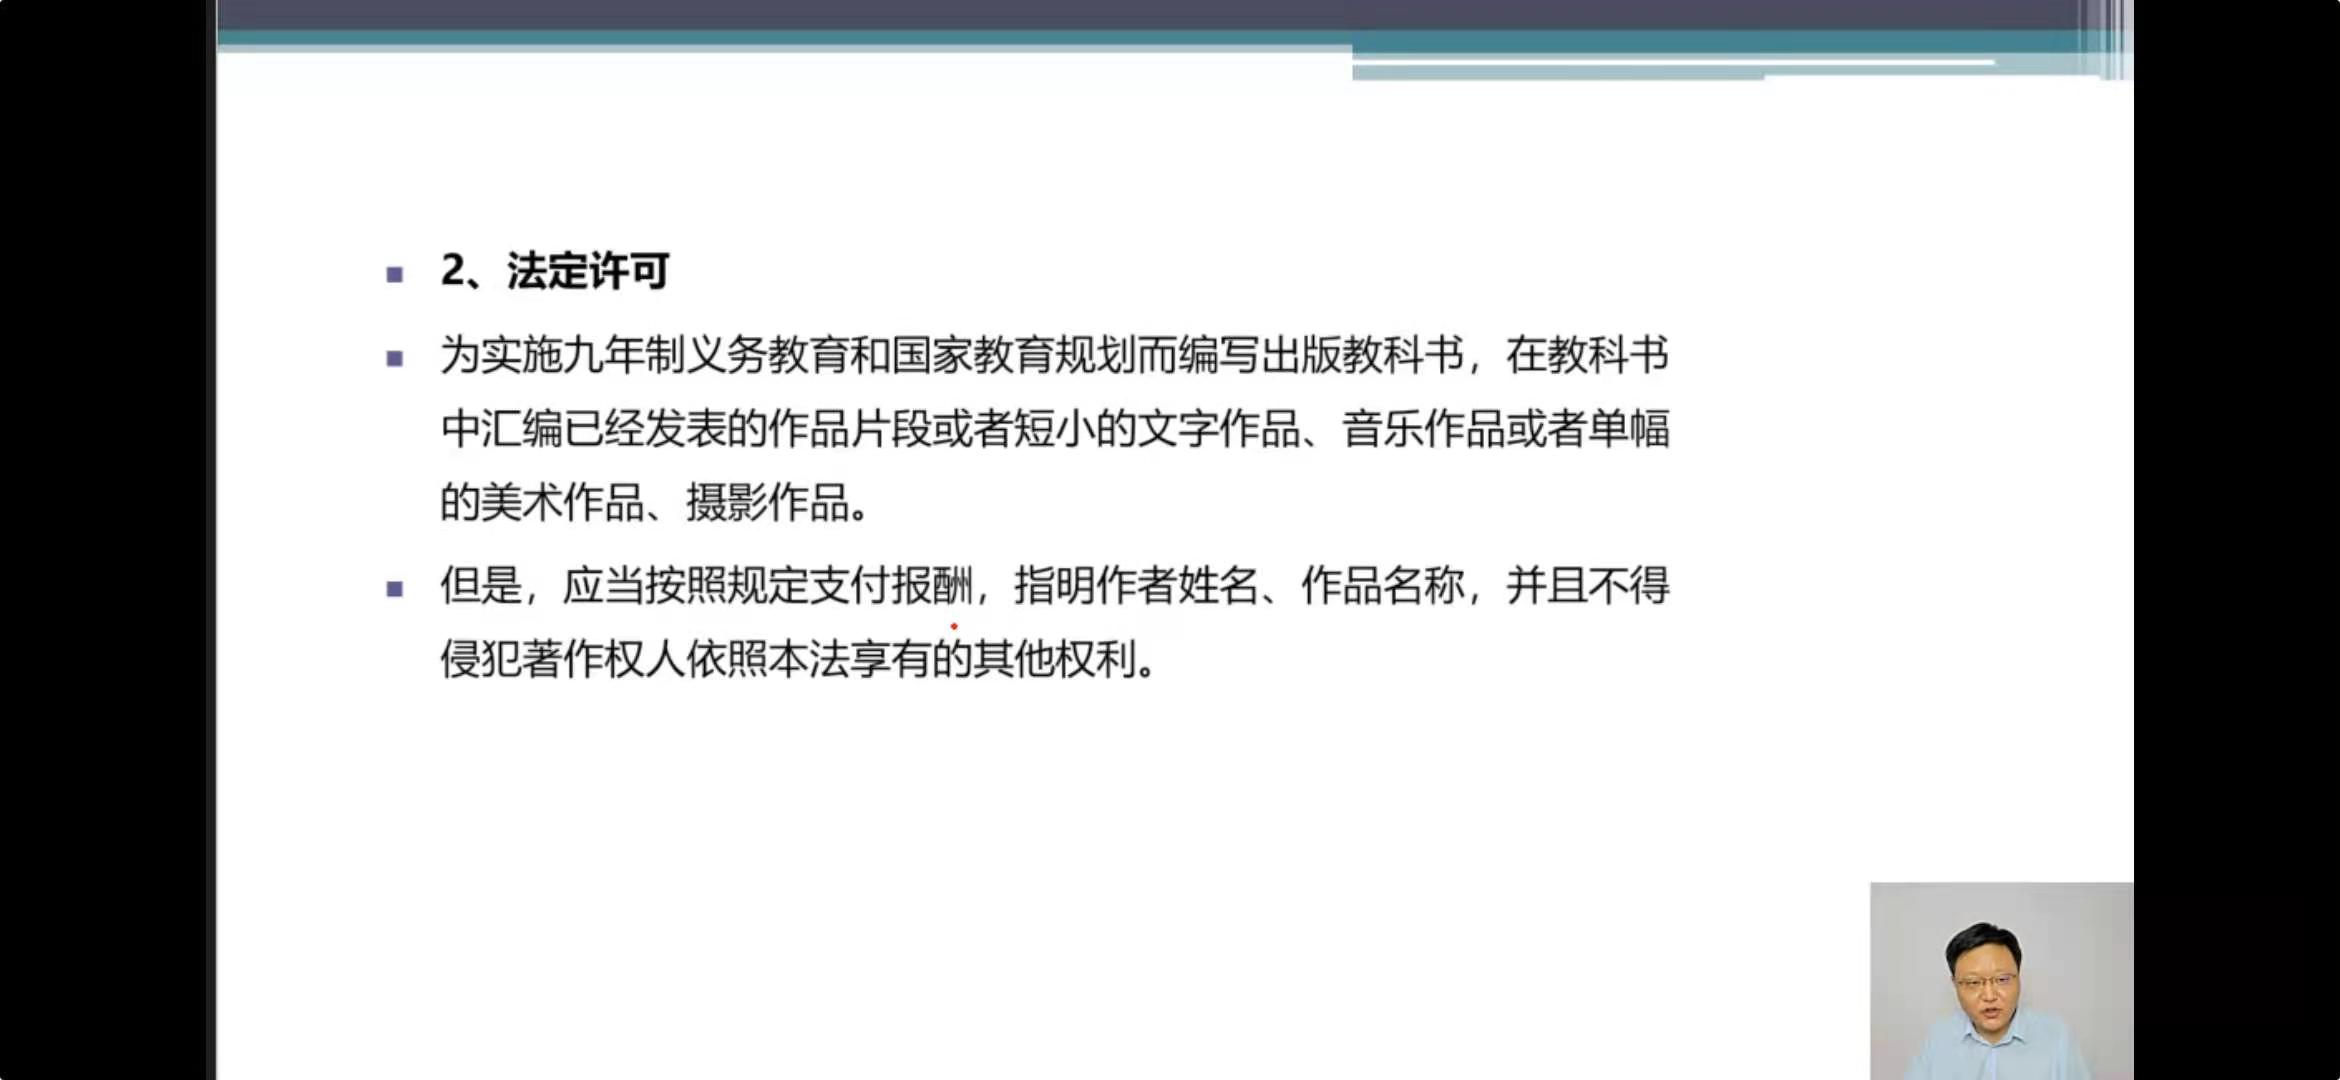 2、法定许可
为实施九年制义务教育和国家教育规划而编写出版教科书，在教科书
中汇编已经发表的作品片段或者短小的文字作品、音乐作品或者单幅
的美术作品、摄影作品。
但是，应当按照规定支付报酬，指明作者姓名、作品名称，并且不得
侵犯著作权人依照本法享有的其他权利。